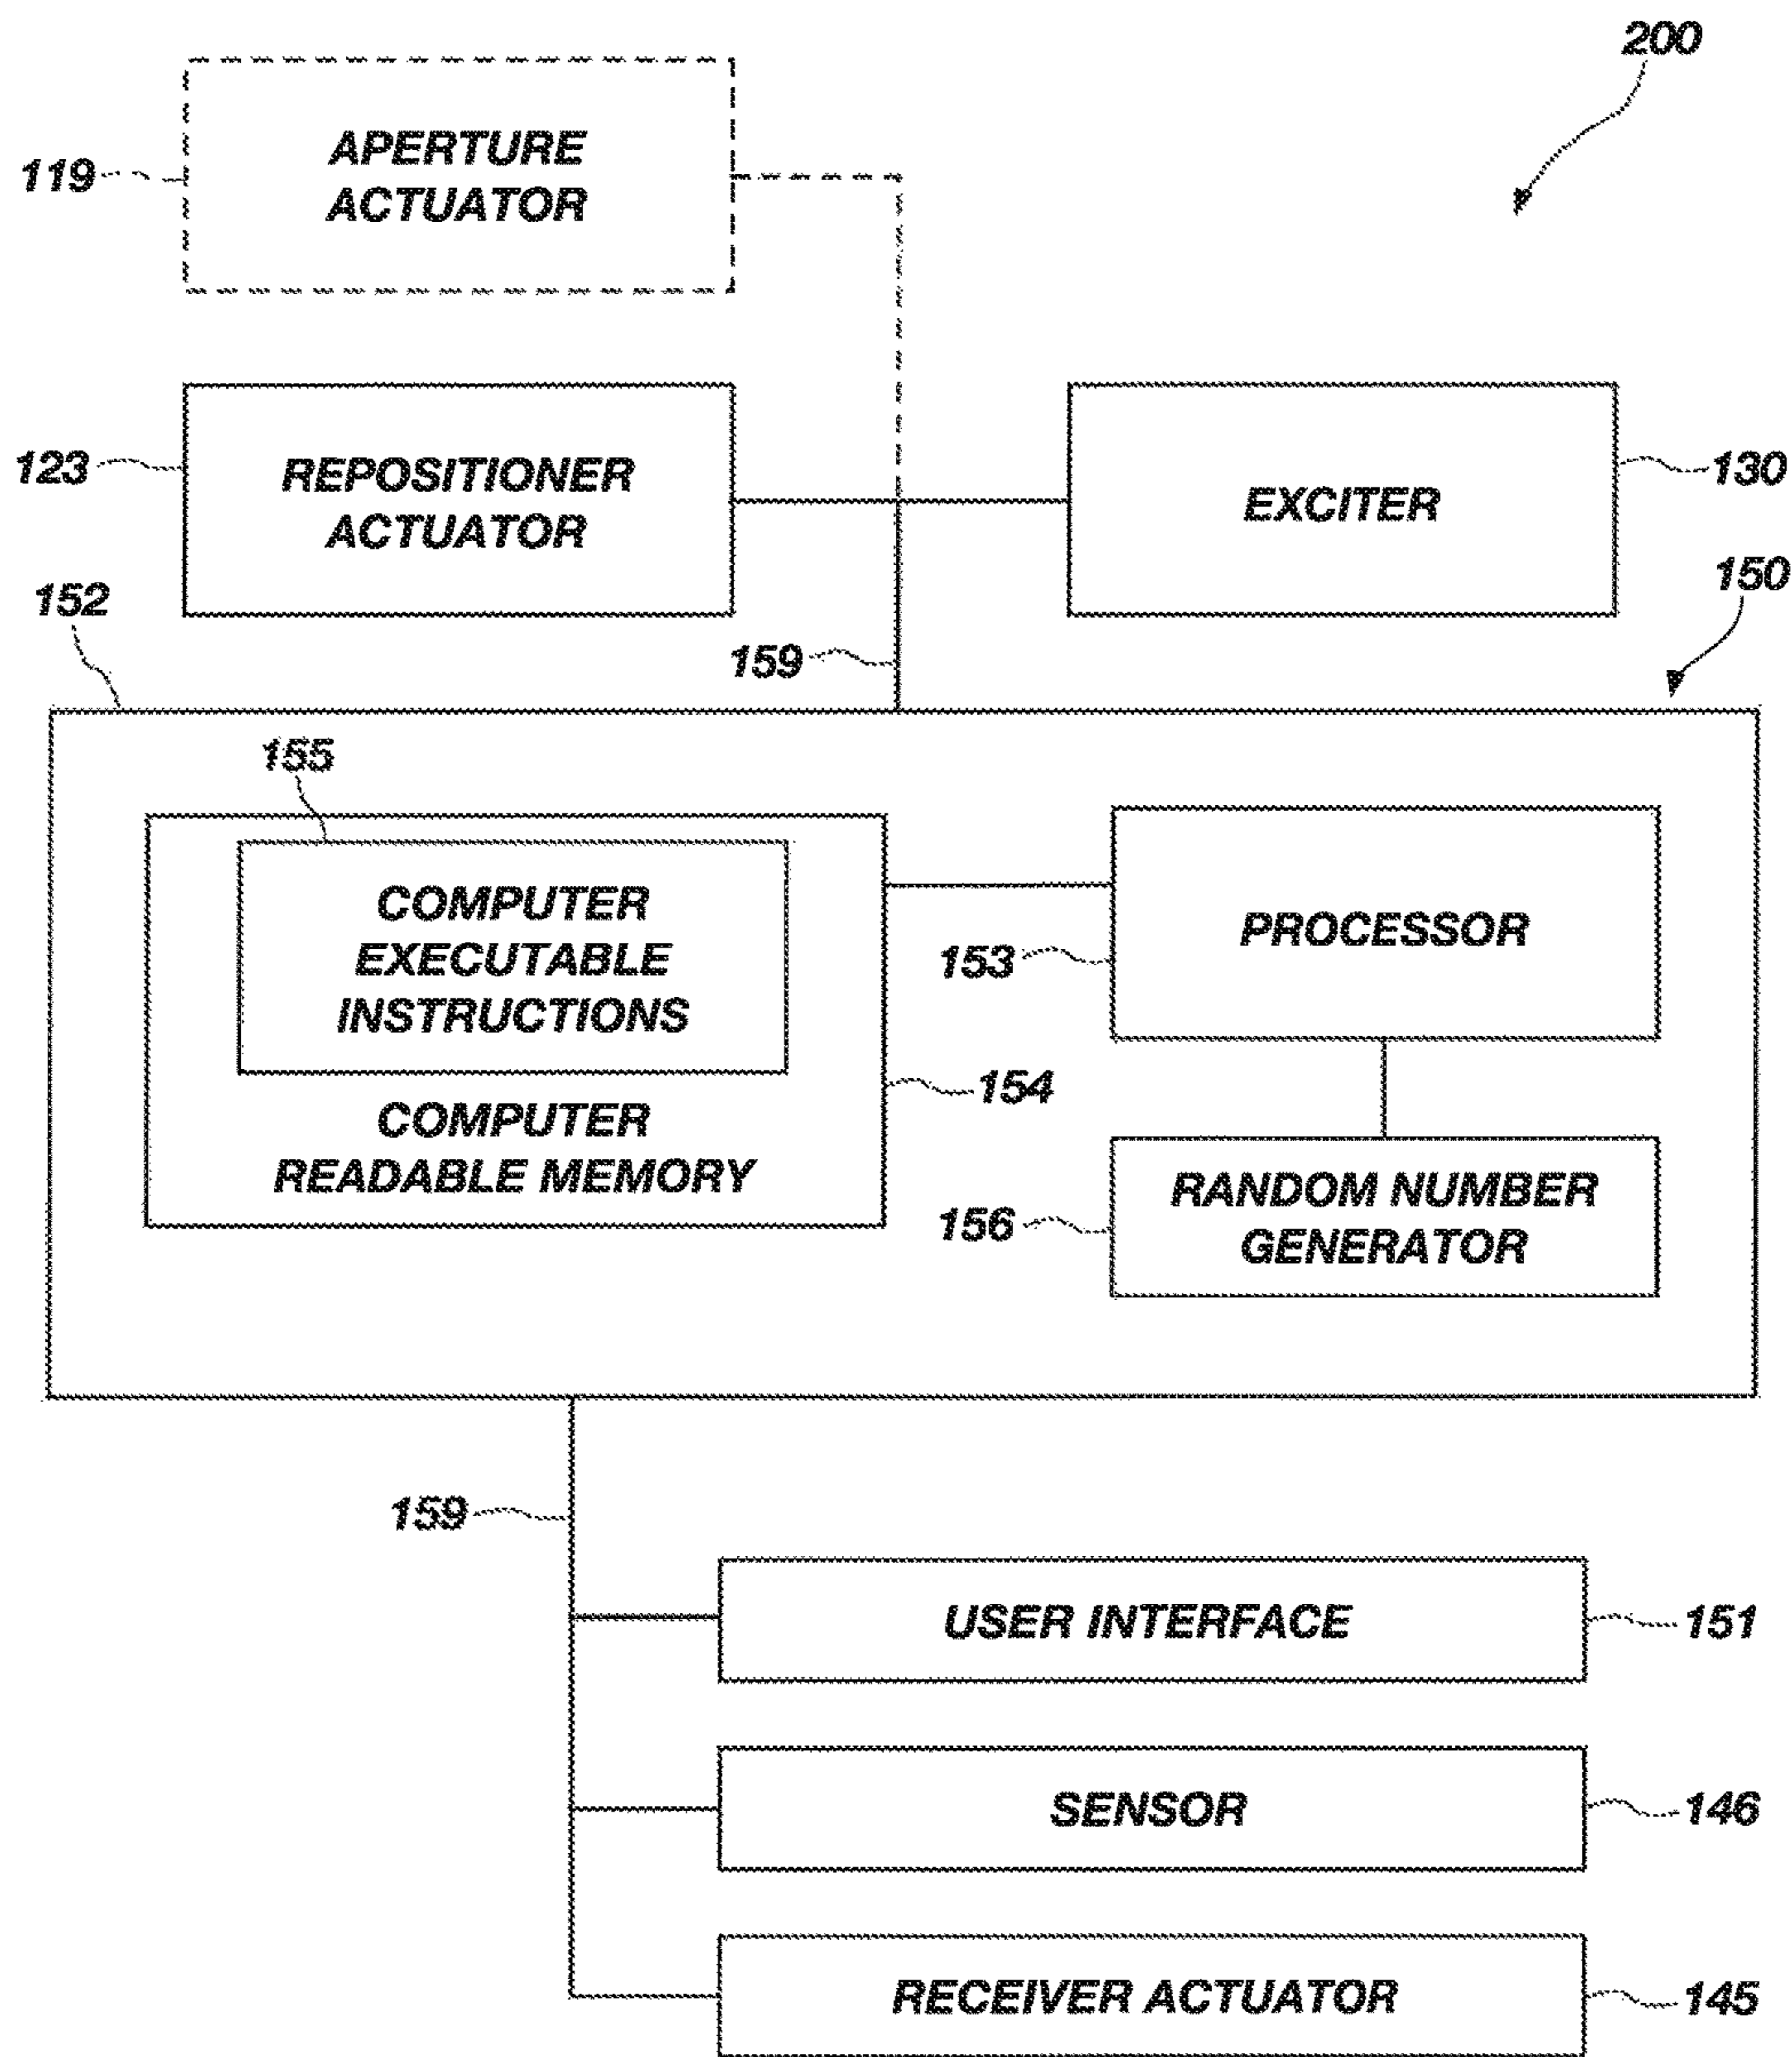 200
APERTURE
ACTUATOR
119
REPOSITIONER
ACTUATOR
123
EXCITER
130
152
159
150
155
COMPUTER
EXECUTABLE
INSTRUCTIONS
COMPUTER
READABLE MEMORY
154
PROCESSOR
153
RANDOM NUMBER
GENERATOR
156
159
USER INTERFACE
151
SENSOR
146
RECEIVER ACTUATOR
145